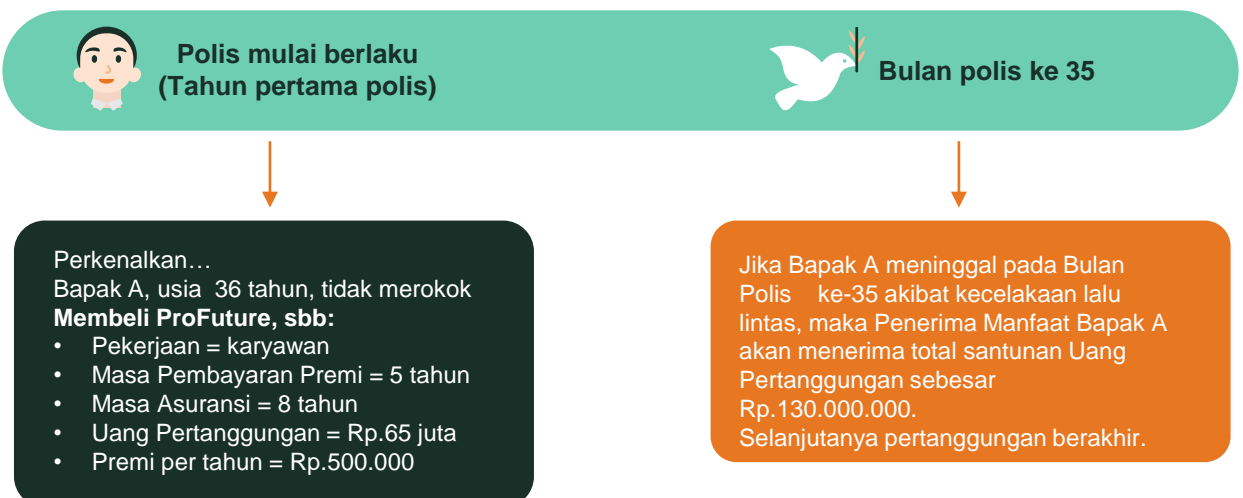 Polis mulai berlaku
(Tahun pertama polis)
Bulan polis ke 35
Perkenalkan…
Bapak A, usia  36 tahun, tidak merokok
Membeli ProFuture, sbb:
• Pekerjaan = karyawan
• Masa Pembayaran Premi = 5 tahun
• Masa Asuransi = 8 tahun
• Uang Pertanggungan = Rp.65 juta
• Premi per tahun = Rp.500.000
Jika Bapak A meninggal pada Bulan
Polis    ke-35 akibat kecelakaan lalu
lintas, maka Penerima Manfaat Bapak A
akan menerima total santunan Uang
Pertanggungan sebesar
Rp.130.000.000.
Selanjutanya pertanggungan berakhir.